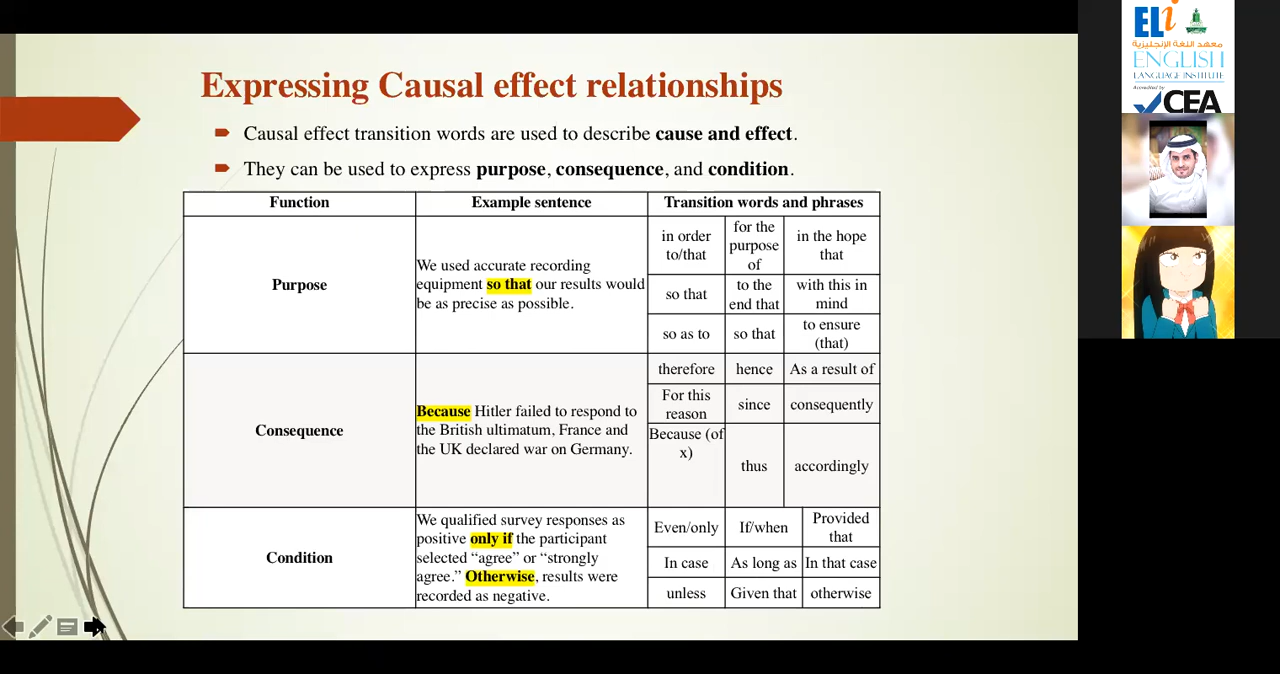 Expressing Causal effect relationships
Causal effect transition words are used to describe cause and effect.
They can be used to express purpose, consequence, and condition.
Function
Example sentence
Transition words and phrases
Purpose
We used accurate recording
equipment so that our results would
be as precise as possible.
in order
to/that
for the
purpose
of
in the hope
that
so that
to the
end that
with this in
mind
so as to
so that
to ensure
(that)
Consequence
Because Hitler failed to respond to
the British ultimatum, France and
the UK declared war on Germany.
therefore
hence
As a result of
For this
reason
since
consequently
Because (of
x)
thus
accordingly
Condition
We qualified survey responses as
positive only if the participant
selected “agree” or “strongly
agree.” Otherwise, results were
recorded as negative.
Even/only
If/when
Provided
that
In case
As long as
In that case
unless
Given that
otherwise
ELi
معهد اللغة الإنجليزية
ENGLISH
LANGUAGE INSTITUTE
Accredited by
CEA